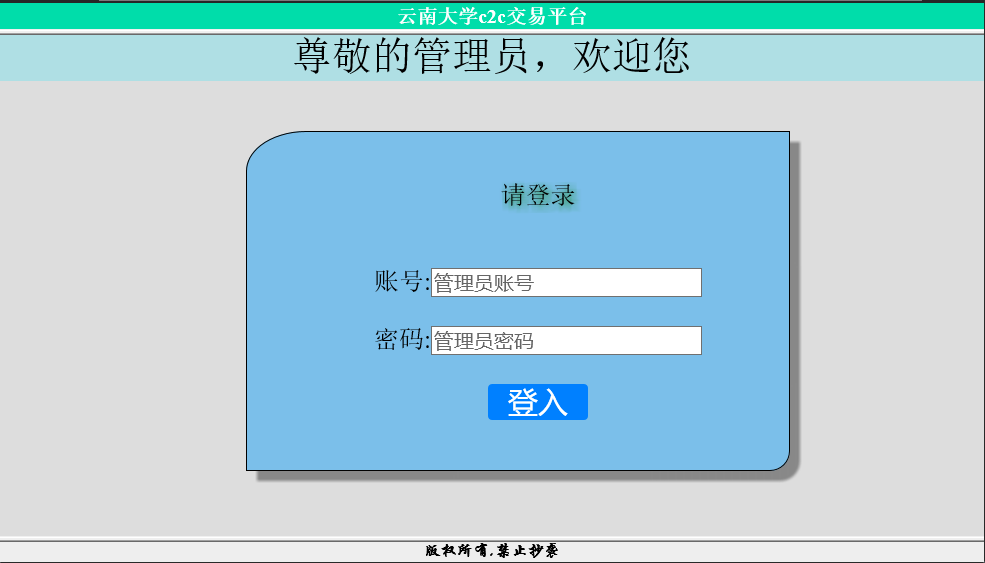 云南大学c2c交易平台
尊敬的管理员，欢迎您
请登录
账号:管理员账号
密码:管理员密码
登入
版权所有,禁止抄袭